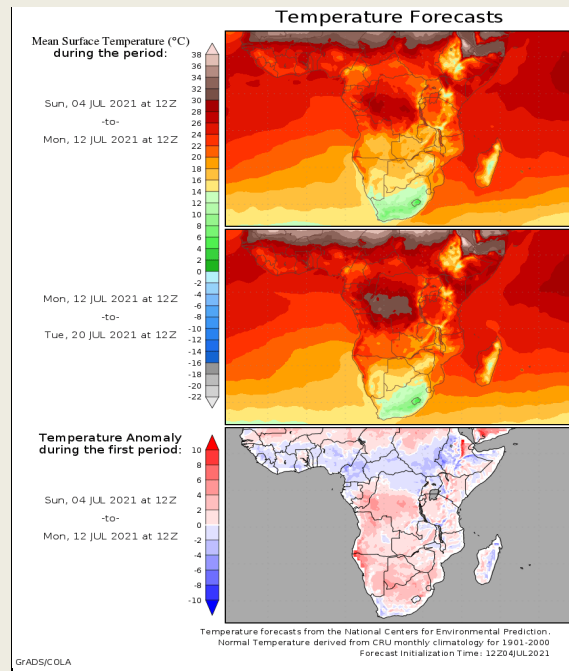 Temperature Forecasts
Mean Surface Temperature (°C)
during the period:
Sun, 04 JUL 2021 at 12Z
-to-
Mon, 12 JUL 2021 at 12Z
38
36
34
32
30
28
26
24
22
20
18
16
14
12
10
8
6
4
2
0
-2
-4
-6
-8
-10
-12
-14
-16
-18
-20
-22
Mon, 12 JUL 2021 at 12Z
-to-
Tue, 20 JUL 2021 at 12Z
Temperature Anomaly
during the first period:
Sun, 04 JUL 2021 at 12Z
-to-
Mon, 12 JUL 2021 at 12Z
10
8
6
4
2
0
-2
-4
-6
-8
-10
Temperature forecasts from the National Centers for Environmental Prediction.
Normal Temperature derived from CRU monthly climatology for 1901-2000
Forecast Initialization Time: 12Z04JUL2021
GrADS/COLA